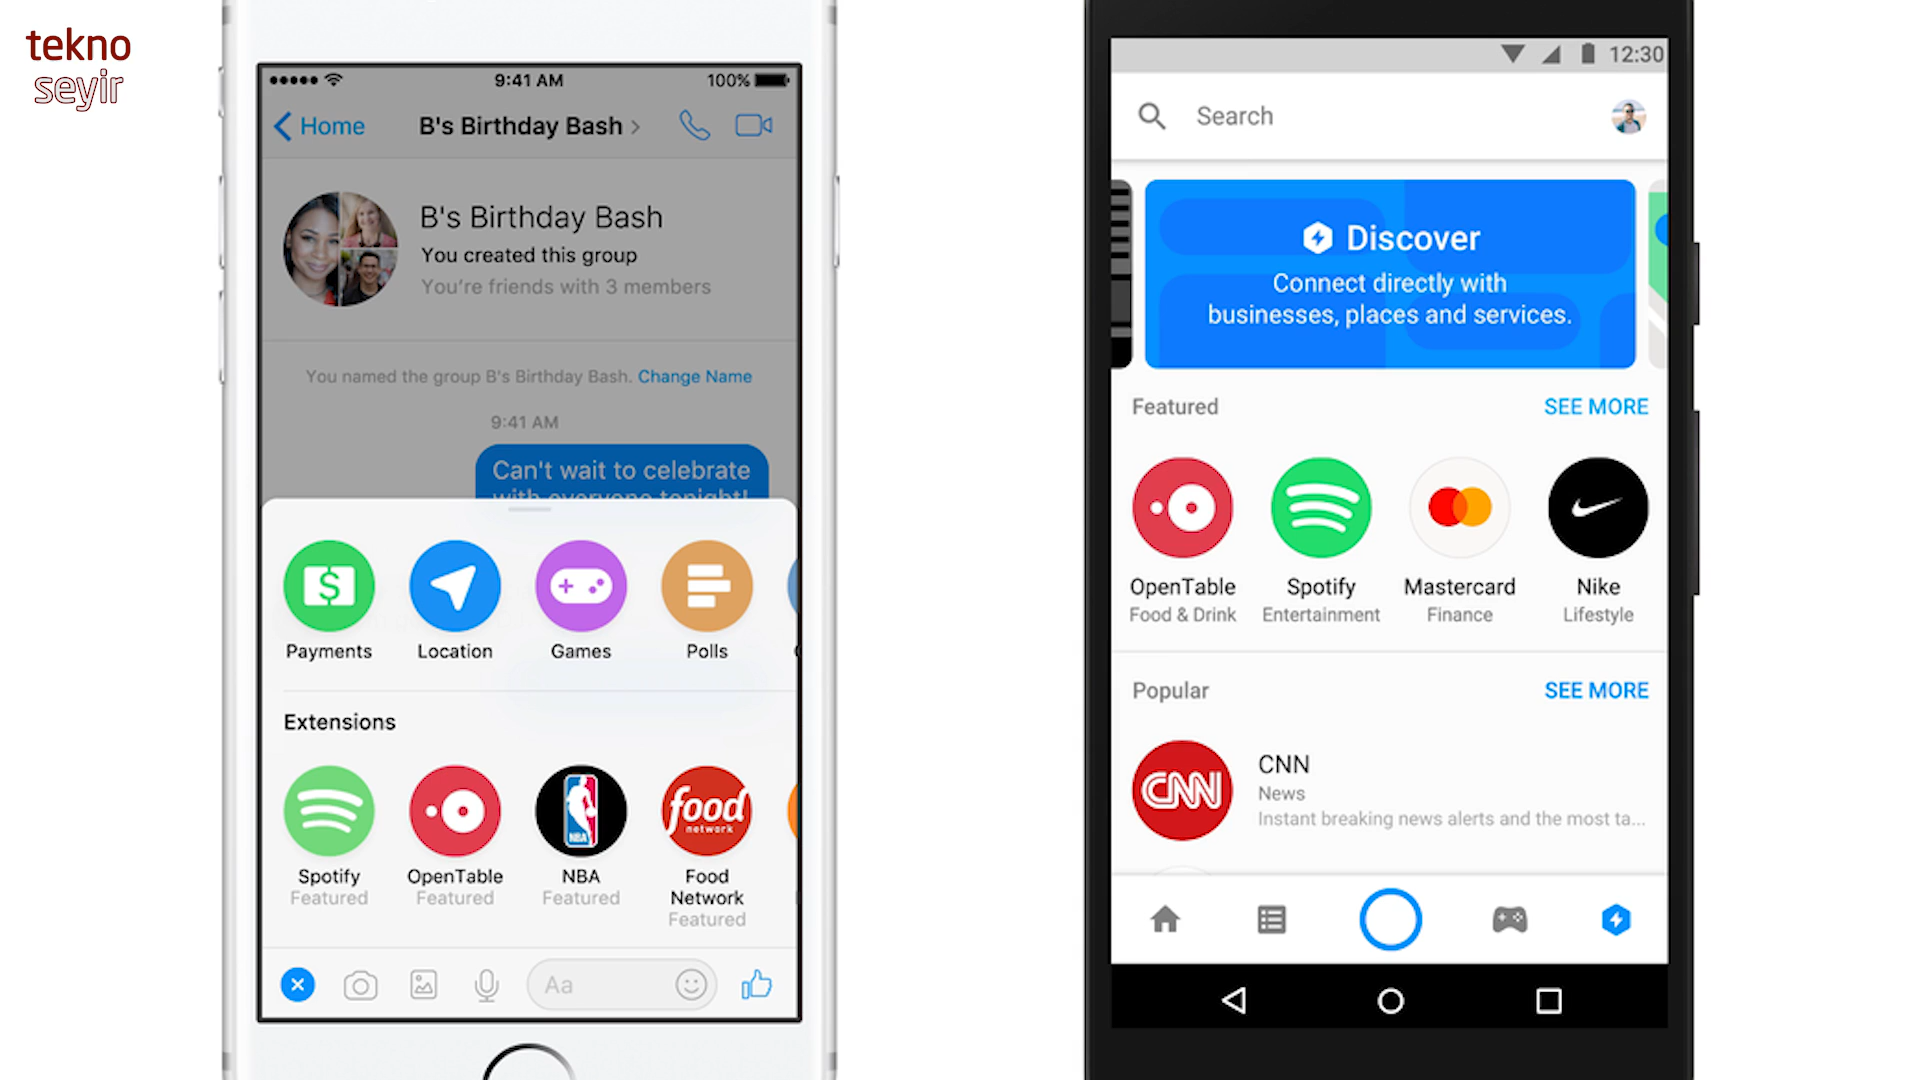 tekno
seyir
9:41 AM
100%
Home
B's Birthday Bash
B's Birthday Bash
You created this group
You're friends with 3 members
You named the group B's Birthday Bash. Change Name
9:41 AM
Can't wait to celebrate
with everyone tonight!
Payments
Location
Games
Polls
Extensions
food
network
NBA
Spotify
Featured
OpenTable
Featured
NBA
Featured
Food
Network
Featured
Aa
12:30
Search
Discover
Connect directly with
businesses, places and services.
Featured
SEE MORE
OpenTable
Food & Drink
Spotify
Entertainment
Mastercard
Finance
Nike
Lifestyle
Popular
SEE MORE
CNN
CNN
News
Instant breaking news alerts and the most ta...